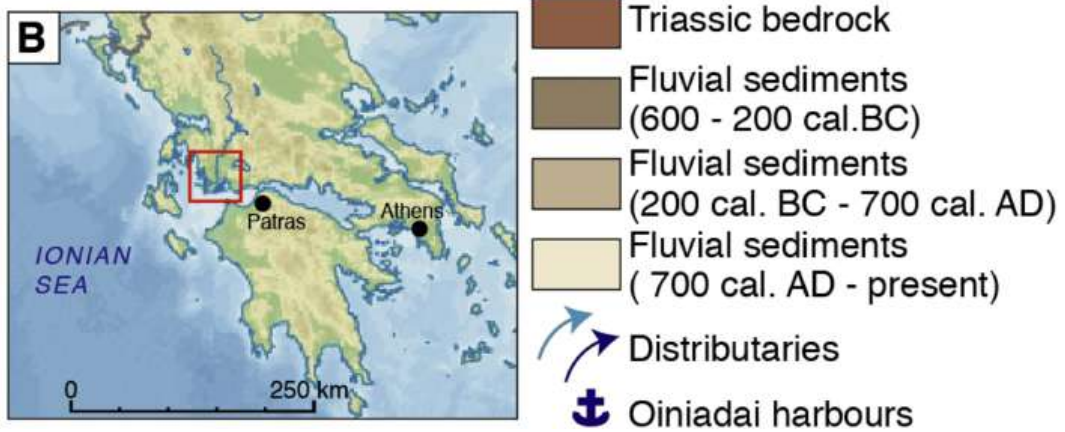 B
Patras
Athens
IONIAN
SEA
0
250 km
Triassic bedrock
Fluvial sediments
(600 - 200 cal.BC)
Fluvial sediments
(200 cal. BC - 700 cal. AD)
Fluvial sediments
( 700 cal. AD - present)
Distributaries
Oiniadai harbours